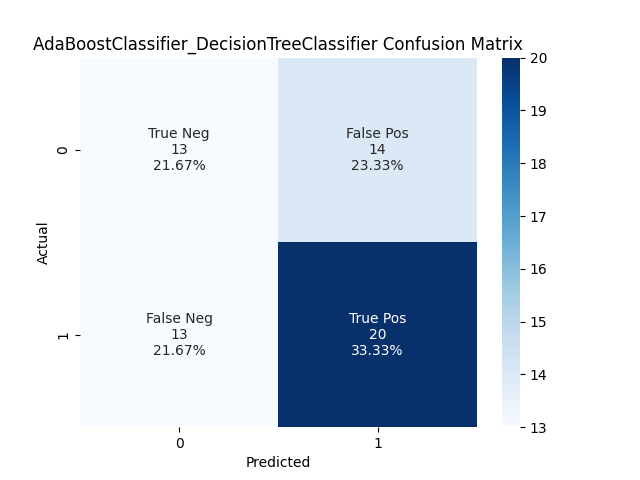 AdaBoostClassifier_DecisionTreeClassifier Confusion Matrix
True Neg
13
21.67%
False Pos
14
23.33%
False Neg
13
21.67%
True Pos
20
33.33%
0
1
Actual
0
1
Predicted
20
19
18
17
16
15
14
13